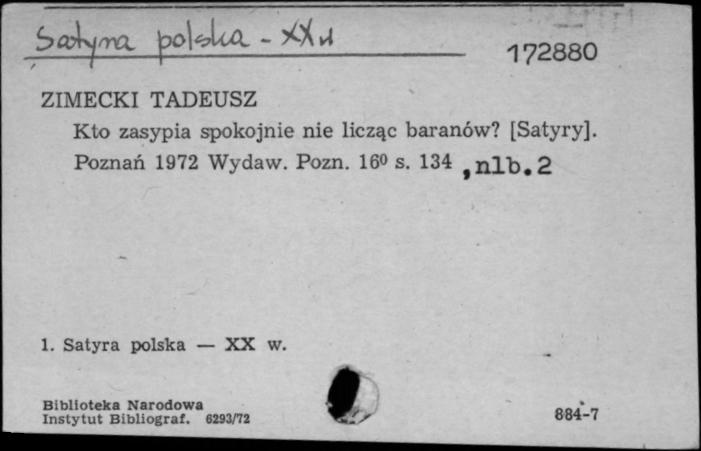 Satyra polska - XX w
172880
ZIMECKI TADEUSZ
Kto zasypia spokojnie nie licząc baranów? [Satyry].
Poznań 1972 Wydaw. Pozn. 16⁰ s. 134 , nlb. 2
1. Satyra polska — XX w.
Biblioteka Narodowa
Instytut Bibliograf. 6293/72
884-7